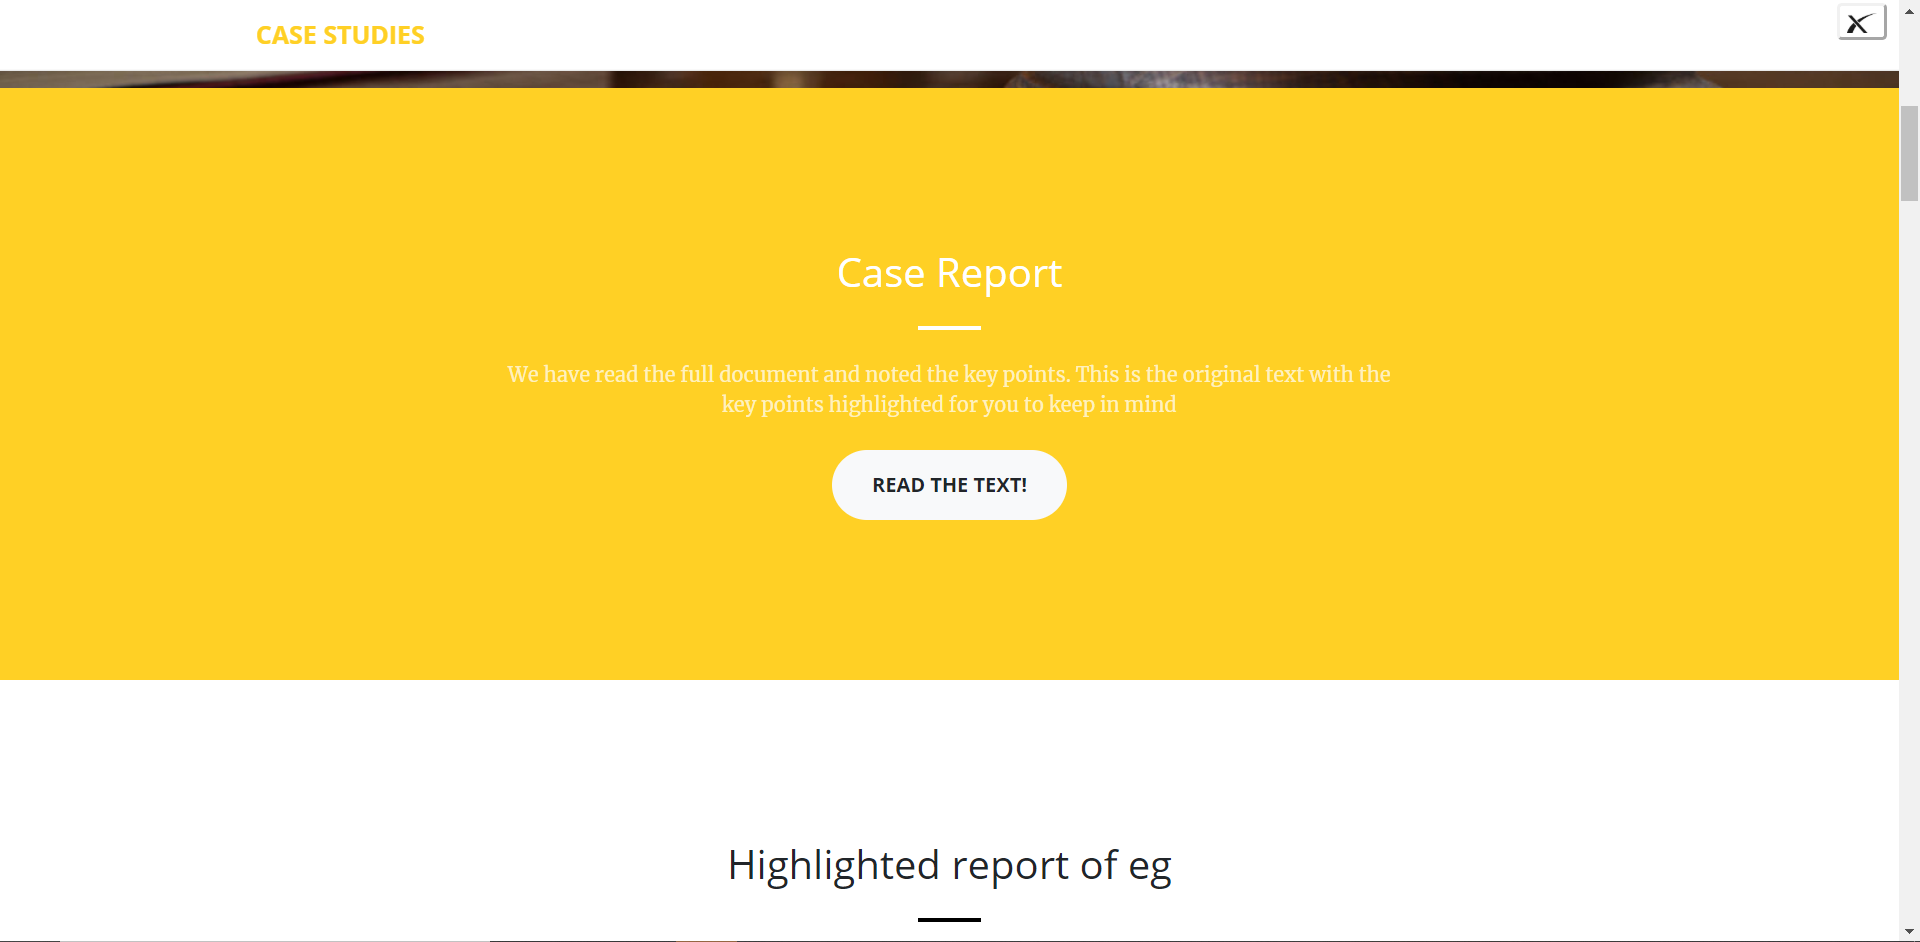 CASE STUDIES
Case Report
We have read the full document and noted the key points. This is the original text with the
key points highlighted for you to keep in mind
READ THE TEXT!
Highlighted report of eg